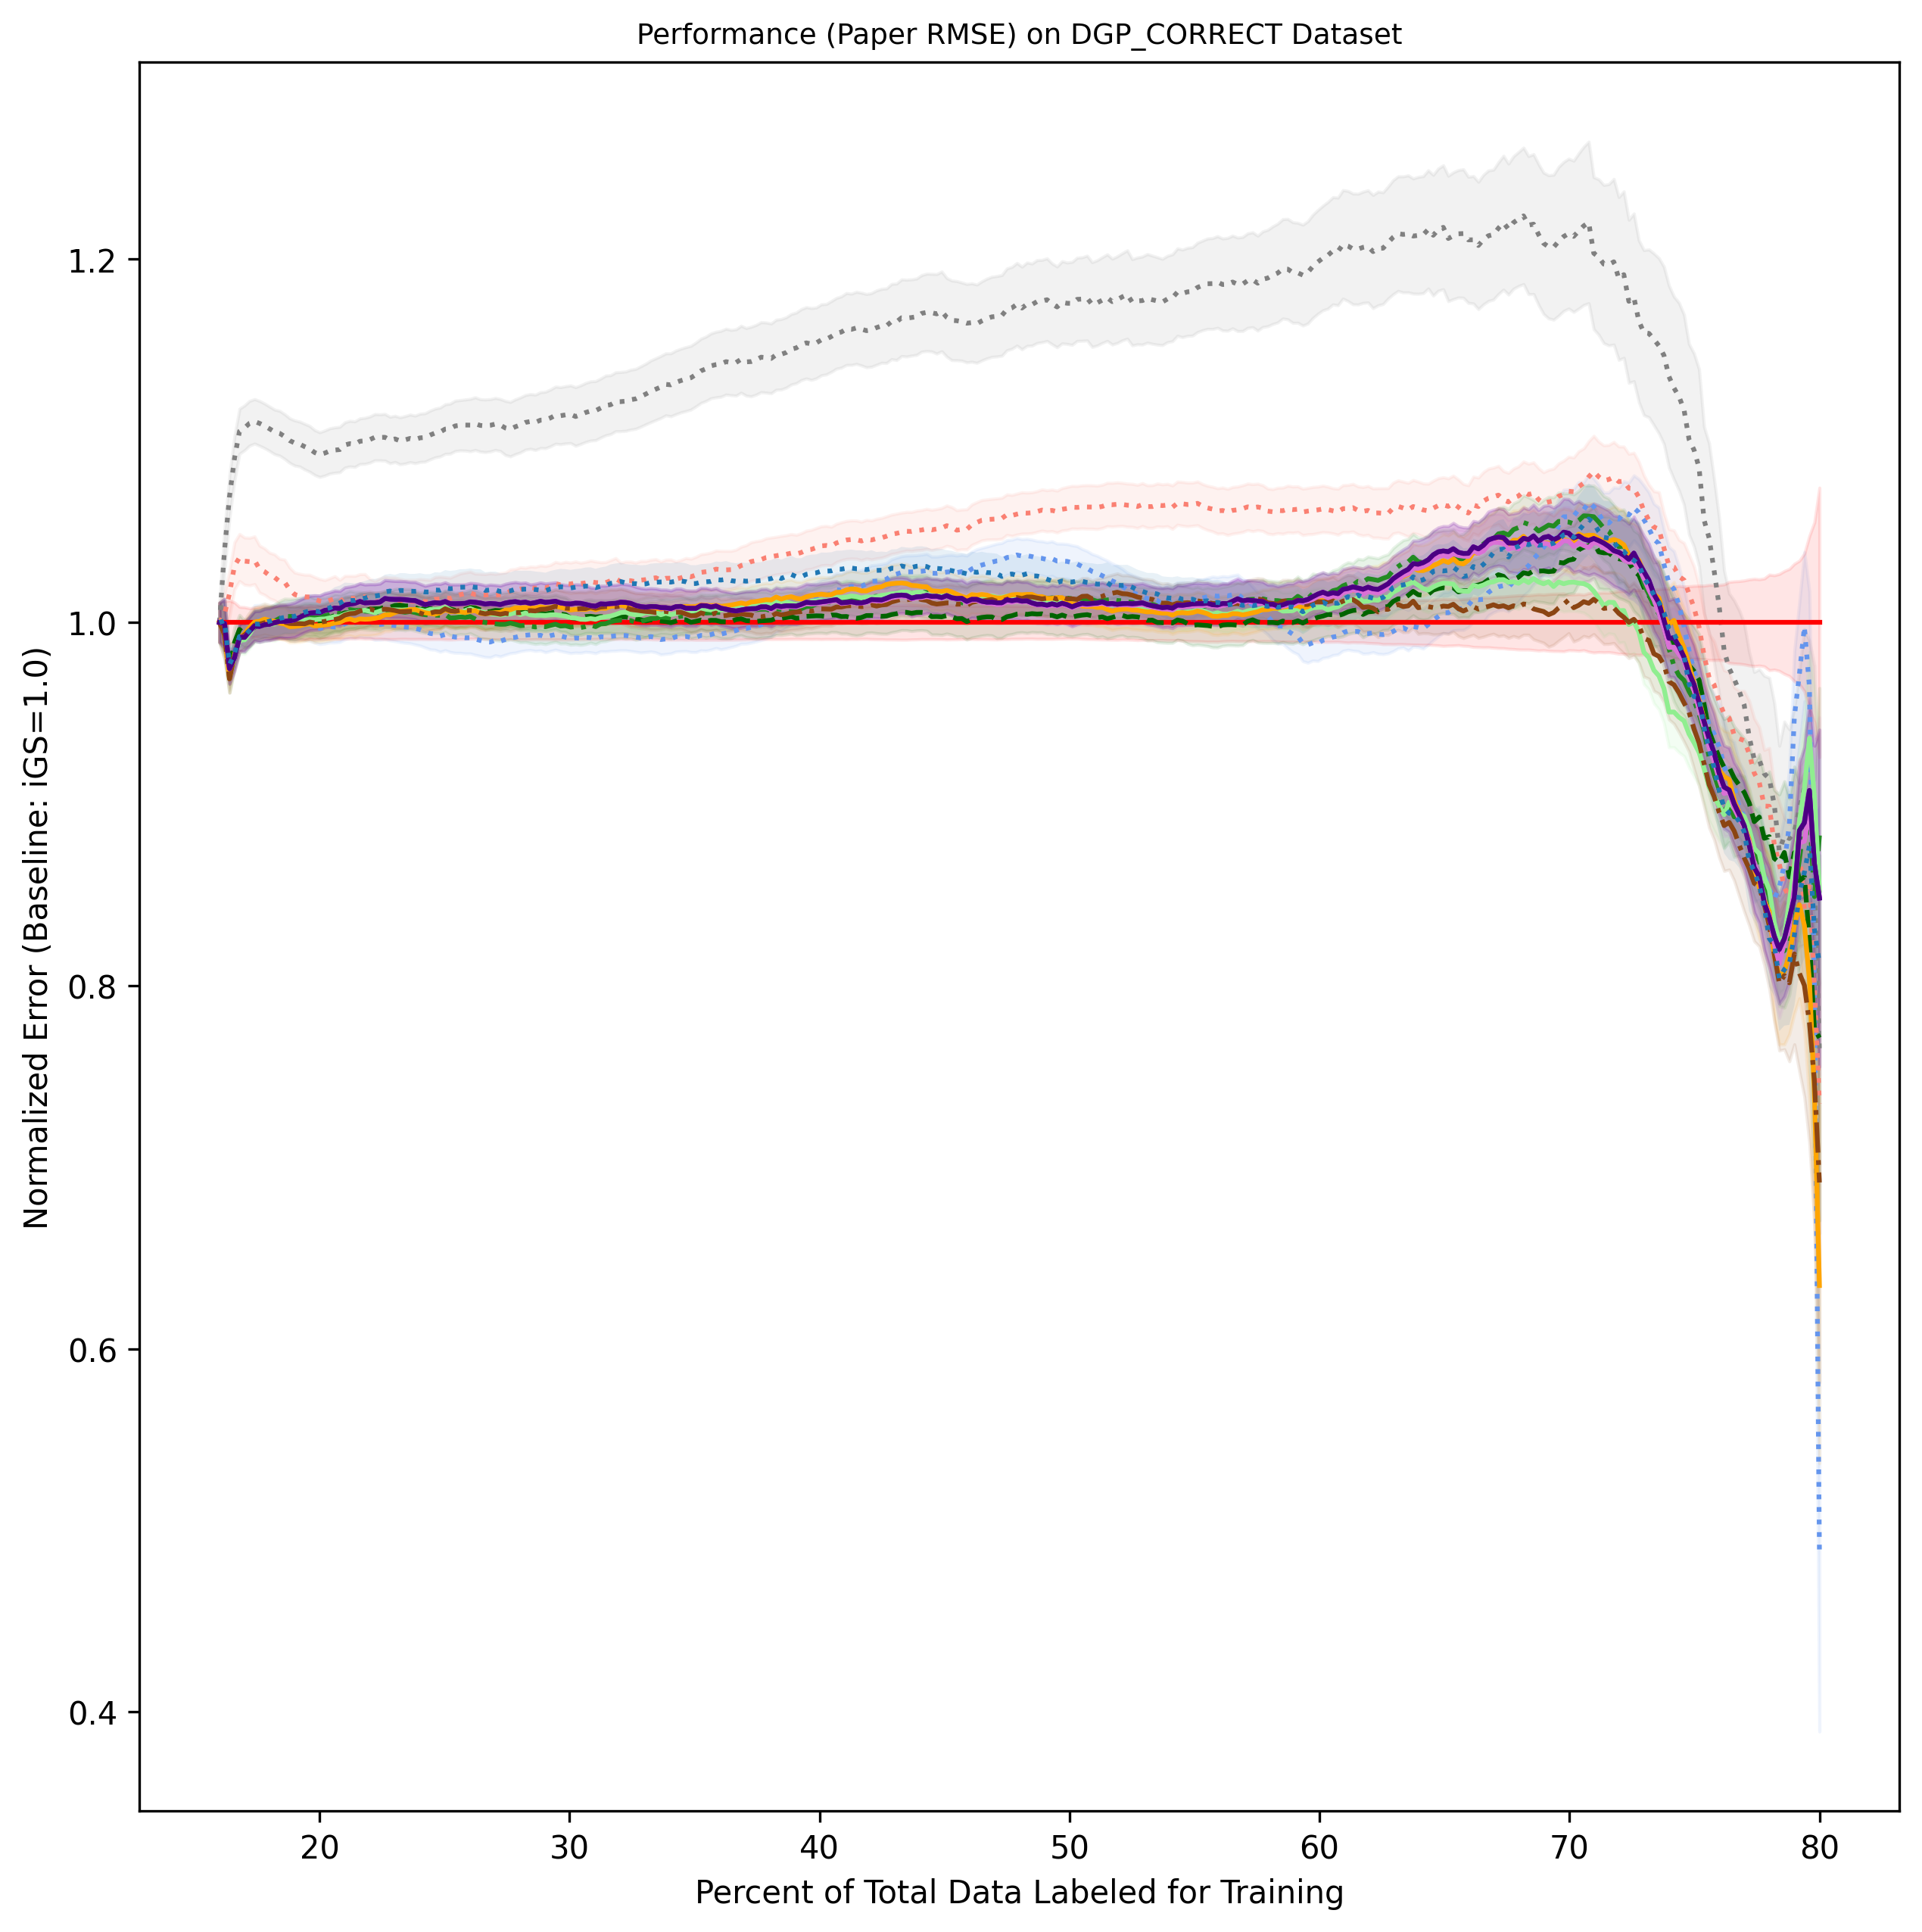 Performance (Paper RMSE) on DGP_CORRECT Dataset
Normalized Error (Baseline: iGS=1.0)
1.2
1.0
0.8
0.6
0.4
20 30 40 50 60 70 80
Percent of Total Data Labeled for Training